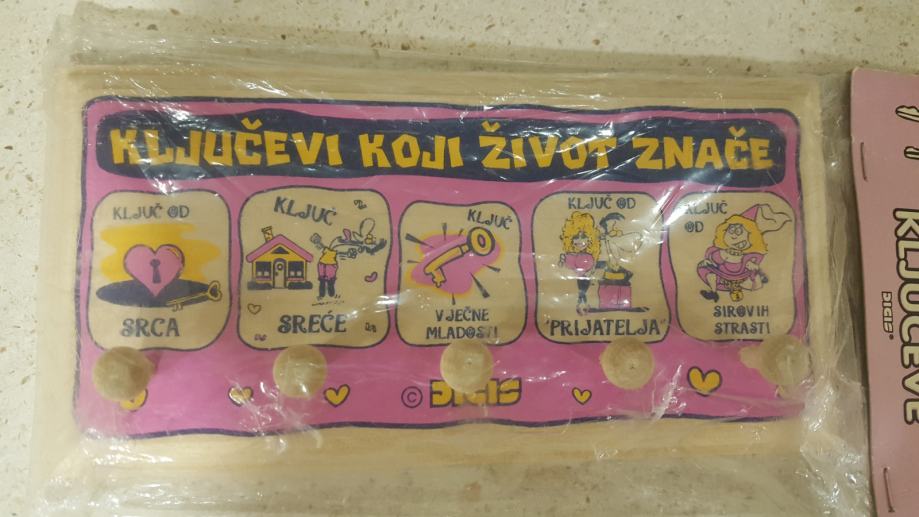 KLJUČEVI KOJI ŽIVOT ZNAČE
KLJUČ OD
SRCA
KLJUČ
SREĆE
KLJUČ
VJEČNE
MLADOSTI
KLJUČ OD
"PRIJATELJA"
KLJUČ
OD
SIROVIH
STRASTI
© DIGIS
KLJUČEVE
DIGIS